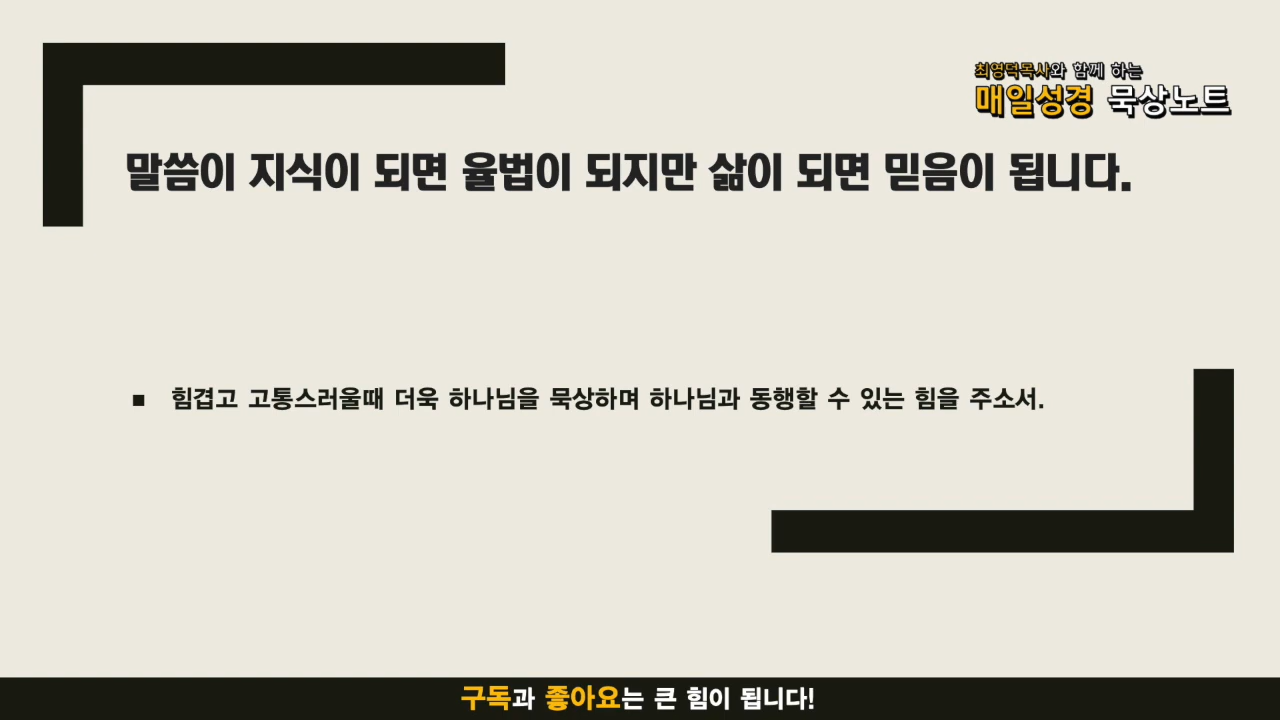 최영덕목사와 함께 하는
매일성경 묵상노트
말씀이 지식이 되면 율법이 되지만 삶이 되면 믿음이 됩니다.
■ 힘겹고 고통스러울때 더욱 하나님을 묵상하며 하나님과 동행할 수 있는 힘을 주소서.
구독과 좋아요는 큰 힘이 됩니다!